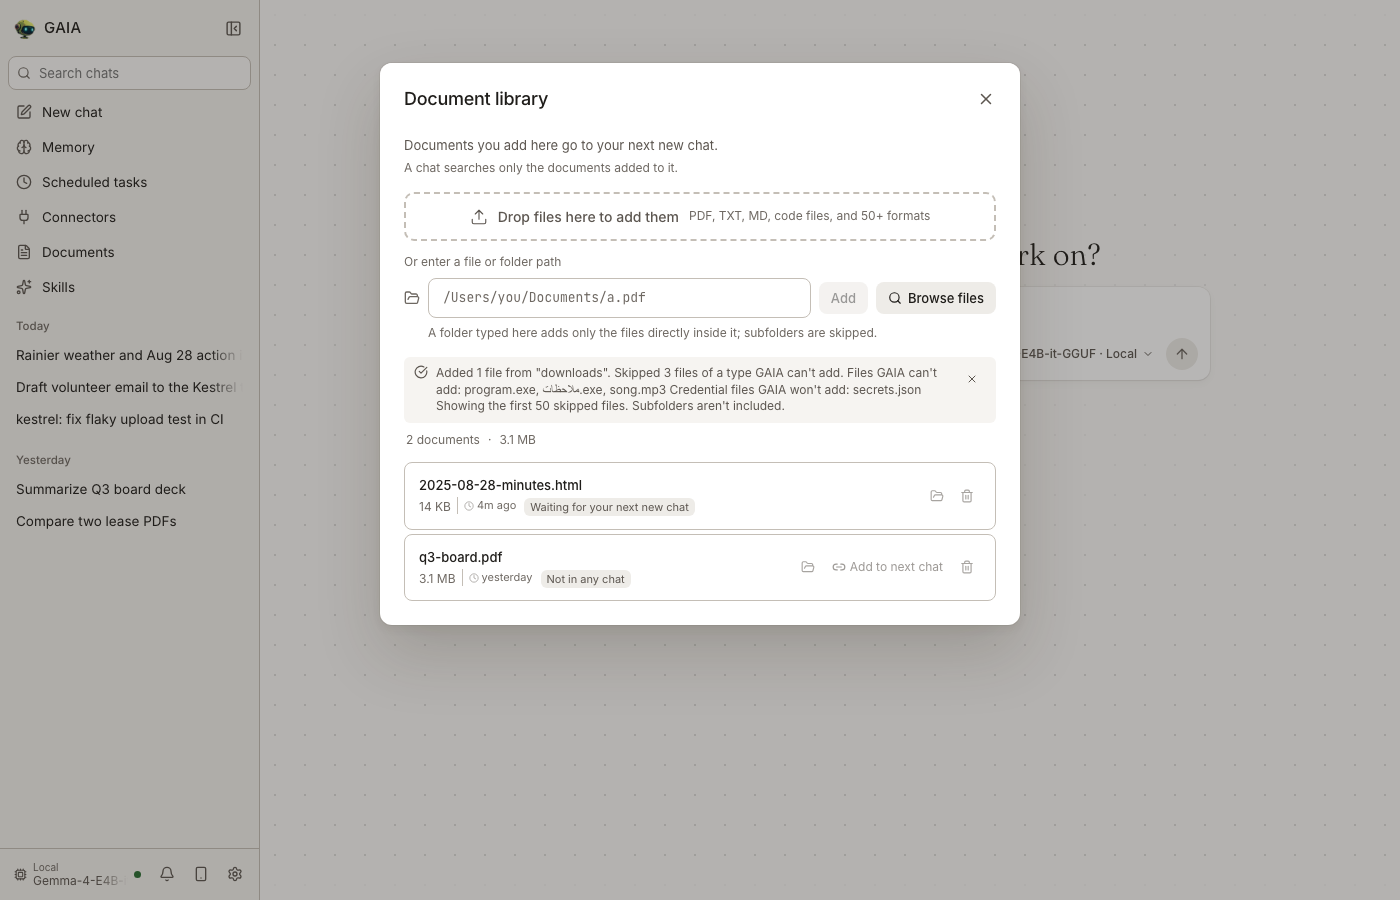 GAIA
Search chats
New chat
Memory
Scheduled tasks
Connectors
Documents
Skills
Today
Rainier weather and Aug 28 action
Draft volunteer email to the Kestrel
kestrel: fix flaky upload test in CI
Yesterday
Summarize Q3 board deck
Compare two lease PDFs
Local
Gemma-4-E4B-
rk on?
E4B-it-GGUF · Local
Document library
Documents you add here go to your next new chat.
A chat searches only the documents added to it.
Drop files here to add them PDF, TXT, MD, code files, and 50+ formats
Or enter a file or folder path
/Users/you/Documents/a.pdf
Add
Browse files
A folder typed here adds only the files directly inside it; subfolders are skipped.
Added 1 file from "downloads". Skipped 3 files of a type GAIA can't add. Files GAIA can't
add: program.exe, ملاحظات.exe, song.mp3 Credential files GAIA won't add: secrets.json
Showing the first 50 skipped files. Subfolders aren't included.
2 documents · 3.1 MB
2025-08-28-minutes.html
14 KB 4m ago Waiting for your next new chat
q3-board.pdf
3.1 MB yesterday Not in any chat
Add to next chat